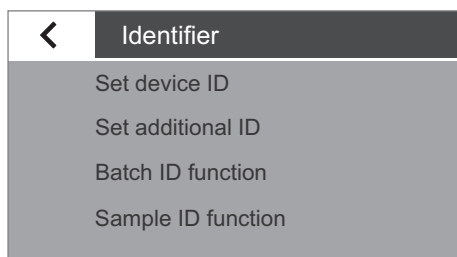 Identifier
Set device ID
Set additional ID
Batch ID function
Sample ID function